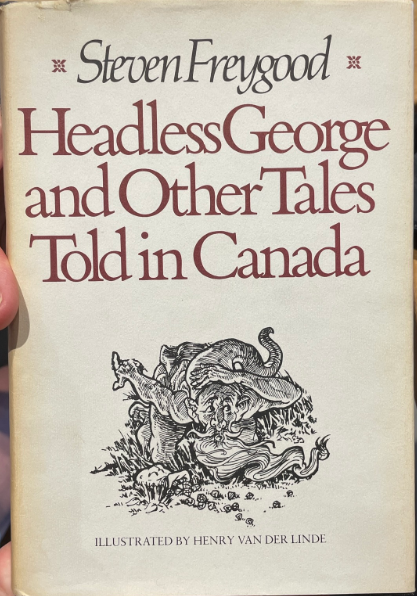 Steven Freygood
Headless George
and Other Tales
Told in Canada
ILLUSTRATED BY HENRY VAN DER LINDE